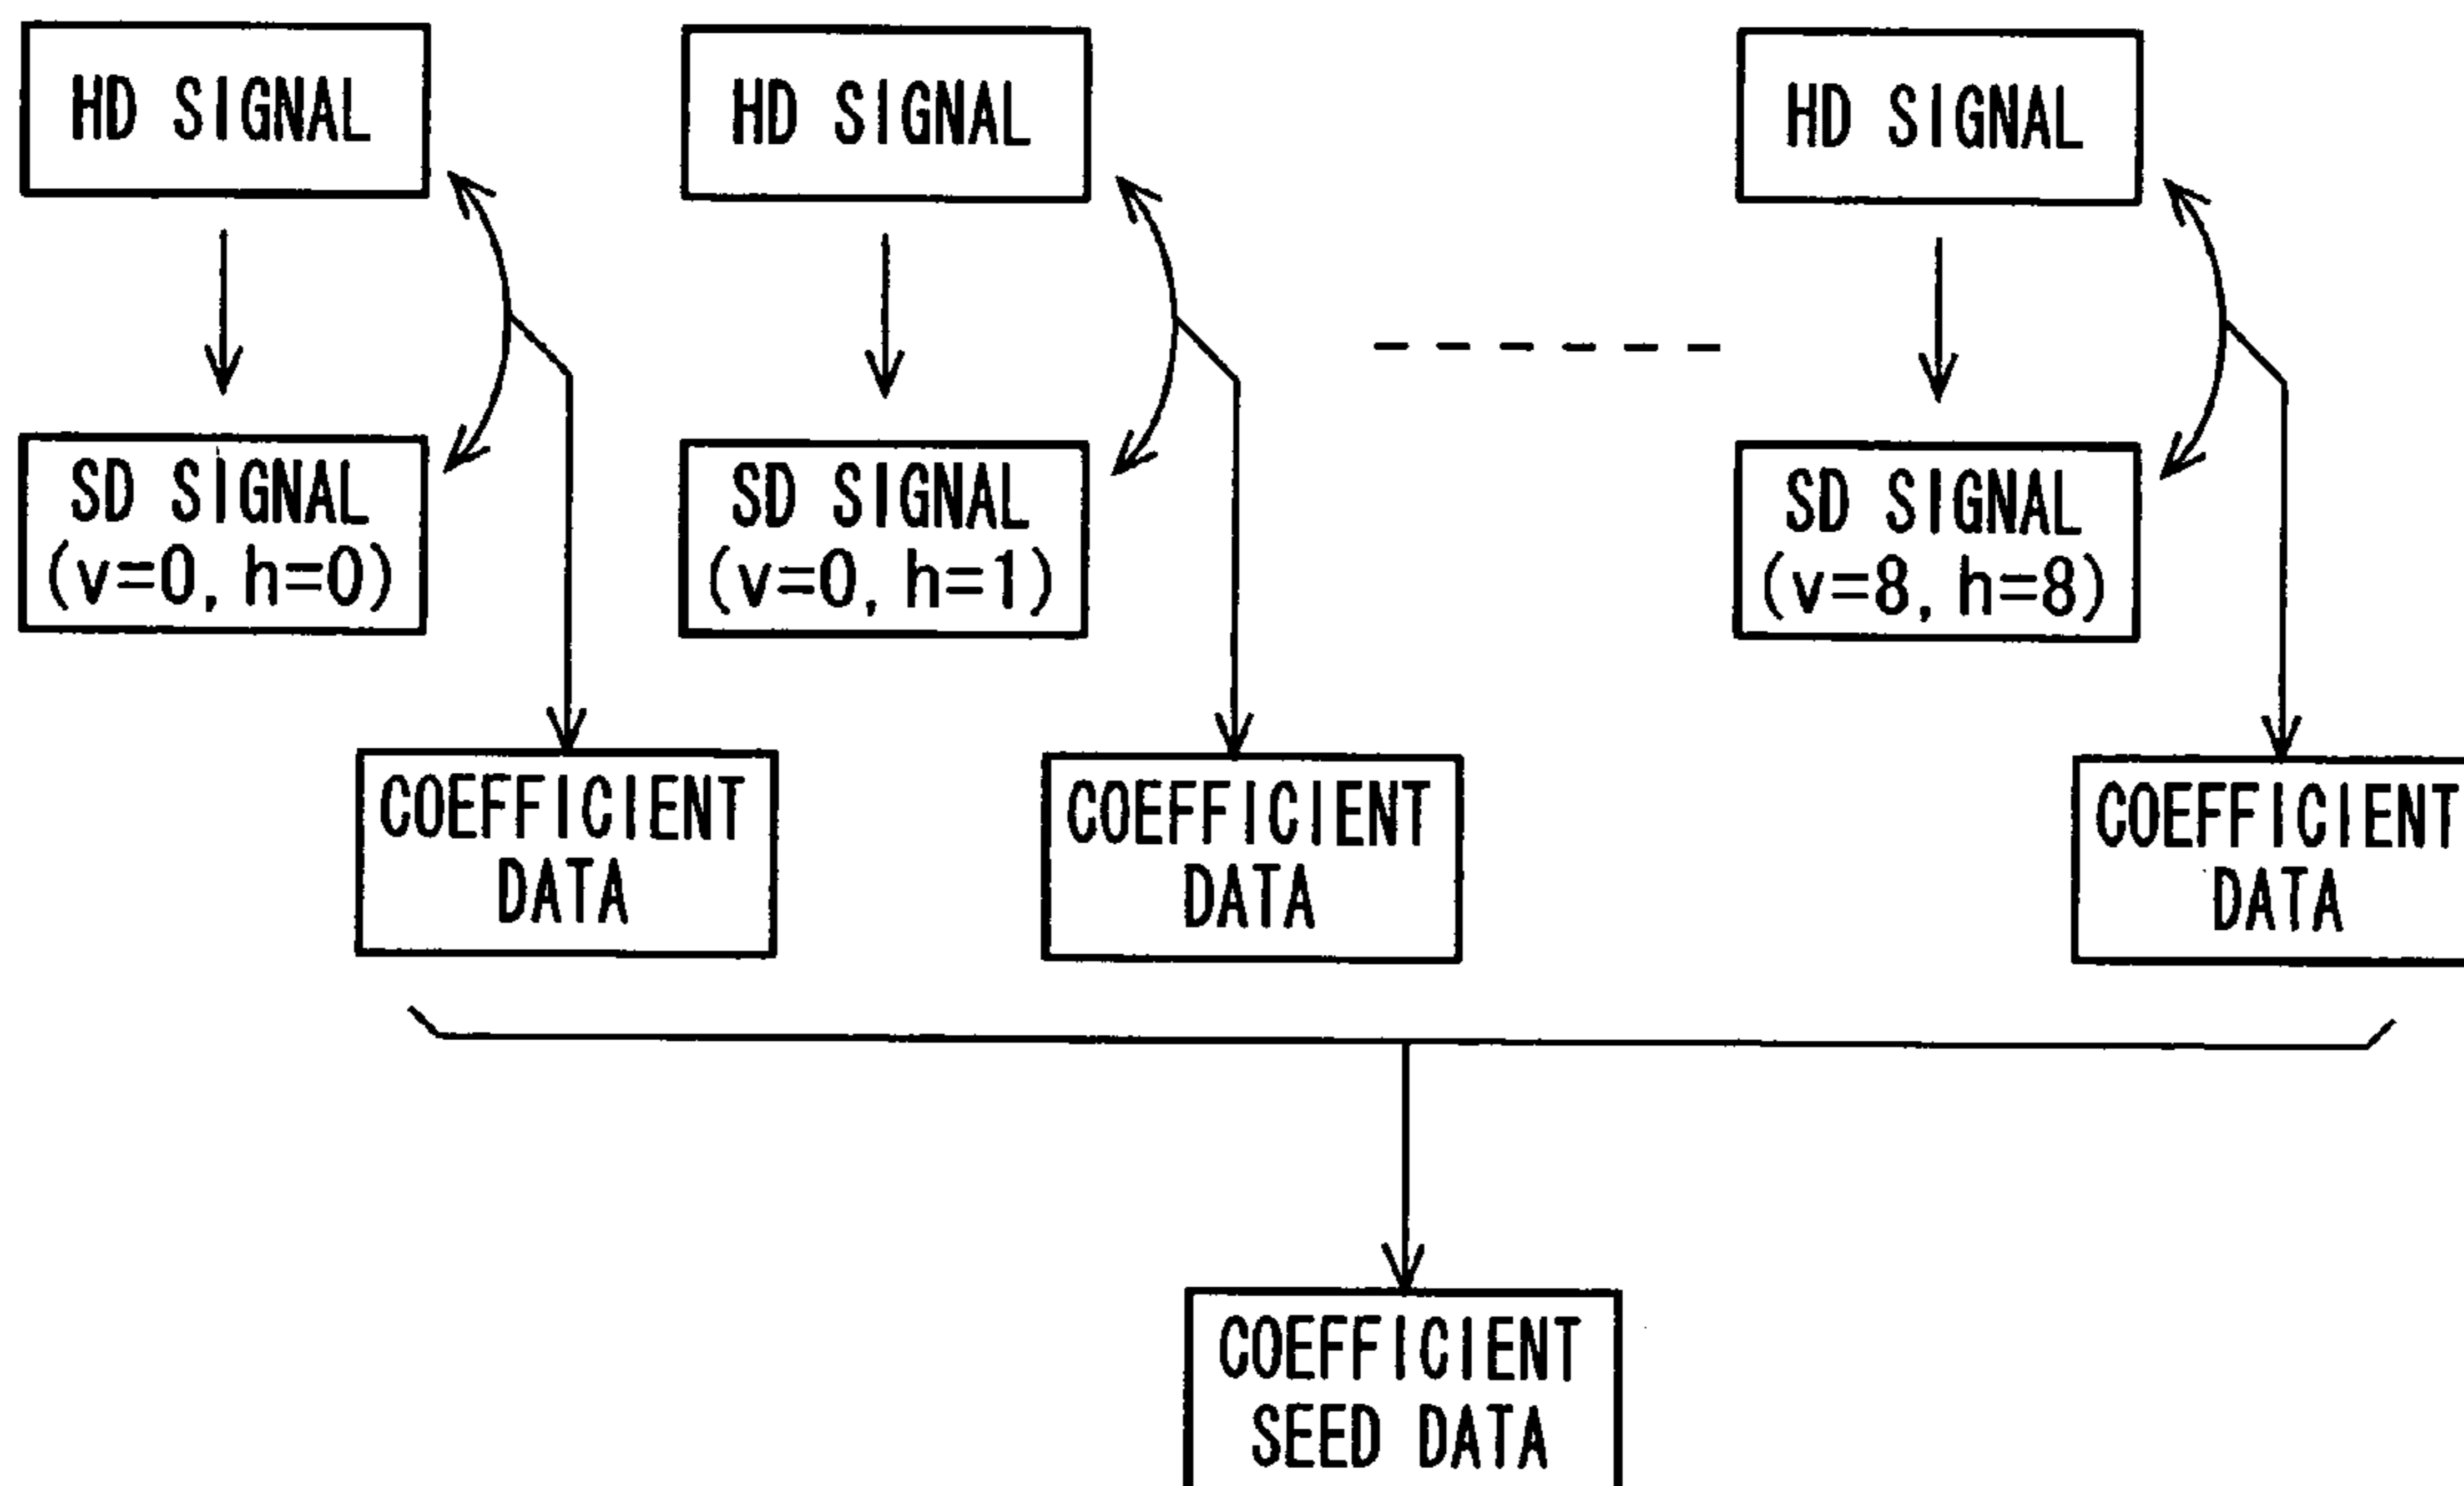 HD SIGNAL
HD SIGNAL
HD SIGNAL
SD SIGNAL
(v=0, h=0)
SD SIGNAL
(v=0, h=1)
SD SIGNAL
(v=8, h=8)
COEFFICIENT
DATA
COEFFICIENT
DATA
COEFFICIENT
DATA
COEFFICIENT
SEED DATA